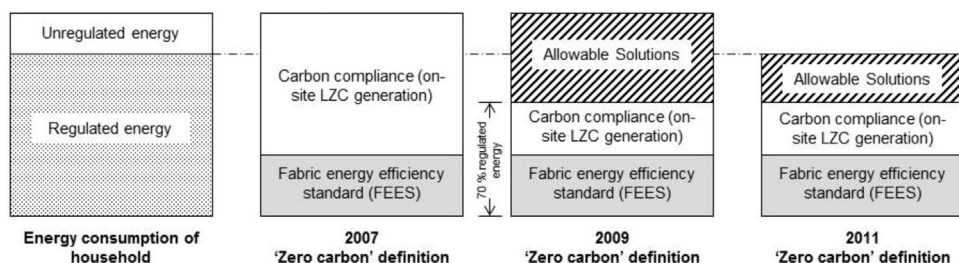 Unregulated energy
Regulated energy
Energy consumption of
household
Carbon compliance (on-
site LZC generation)
Fabric energy efficiency
standard (FEES)
2007
'Zero carbon' definition
70 % regulated
energy
Allowable Solutions
Carbon compliance (on-
site LZC generation)
Fabric energy efficiency
standard (FEES)
2009
'Zero carbon' definition
Allowable Solutions
Carbon compliance (on-
site LZC generation)
Fabric energy efficiency
standard (FEES)
2011
'Zero carbon' definition